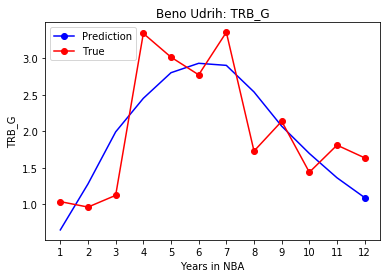 Beno Udrih: TRB_G
Prediction
True
TRB_G
3.0
2.5
2.0
1.5
1.0
1 2 3 4 5 6 7 8 9 10 11 12
Years in NBA